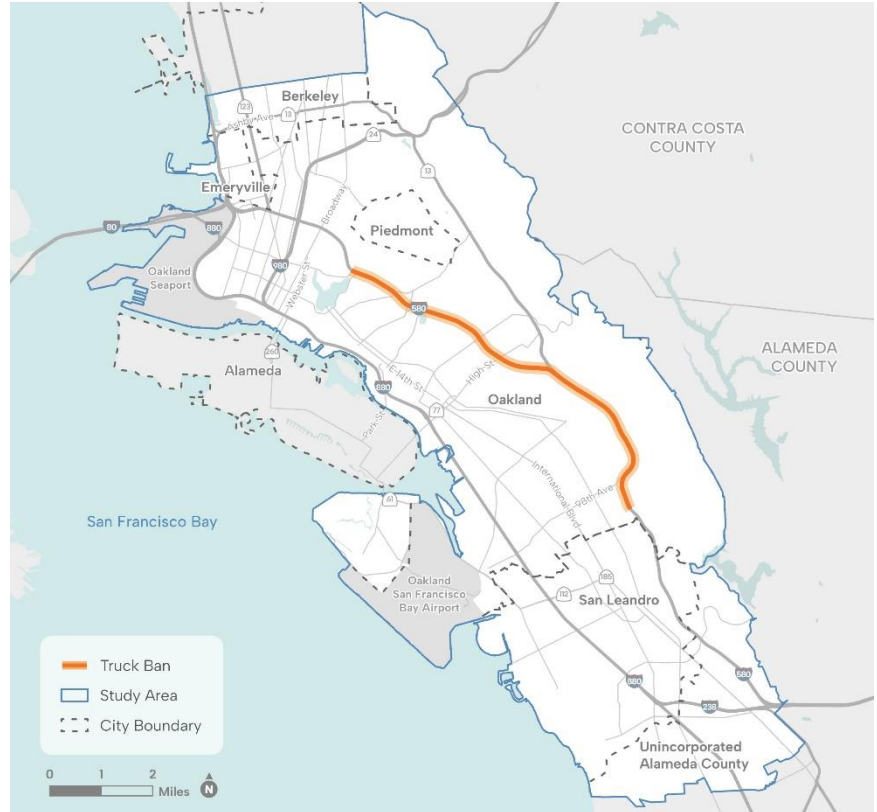 Berkeley
123
Ashby Ave
13
24
CONTRA COSTA
COUNTY
13
Emeryville
Broadway
Piedmont
80
880
Oakland
Seaport
980
Webster St
580
ALAMEDA
COUNTY
260
Alameda
E 14th St
High St
880
Oakland
77
Park St
International Blvd
98th Ave
61
San Francisco Bay
Oakland
San Francisco
Bay Airport
185
112
San Leandro
580
880
238
Unincorporated
Alameda County
Truck Ban
Study Area
City Boundary
0 1 2
Miles
N